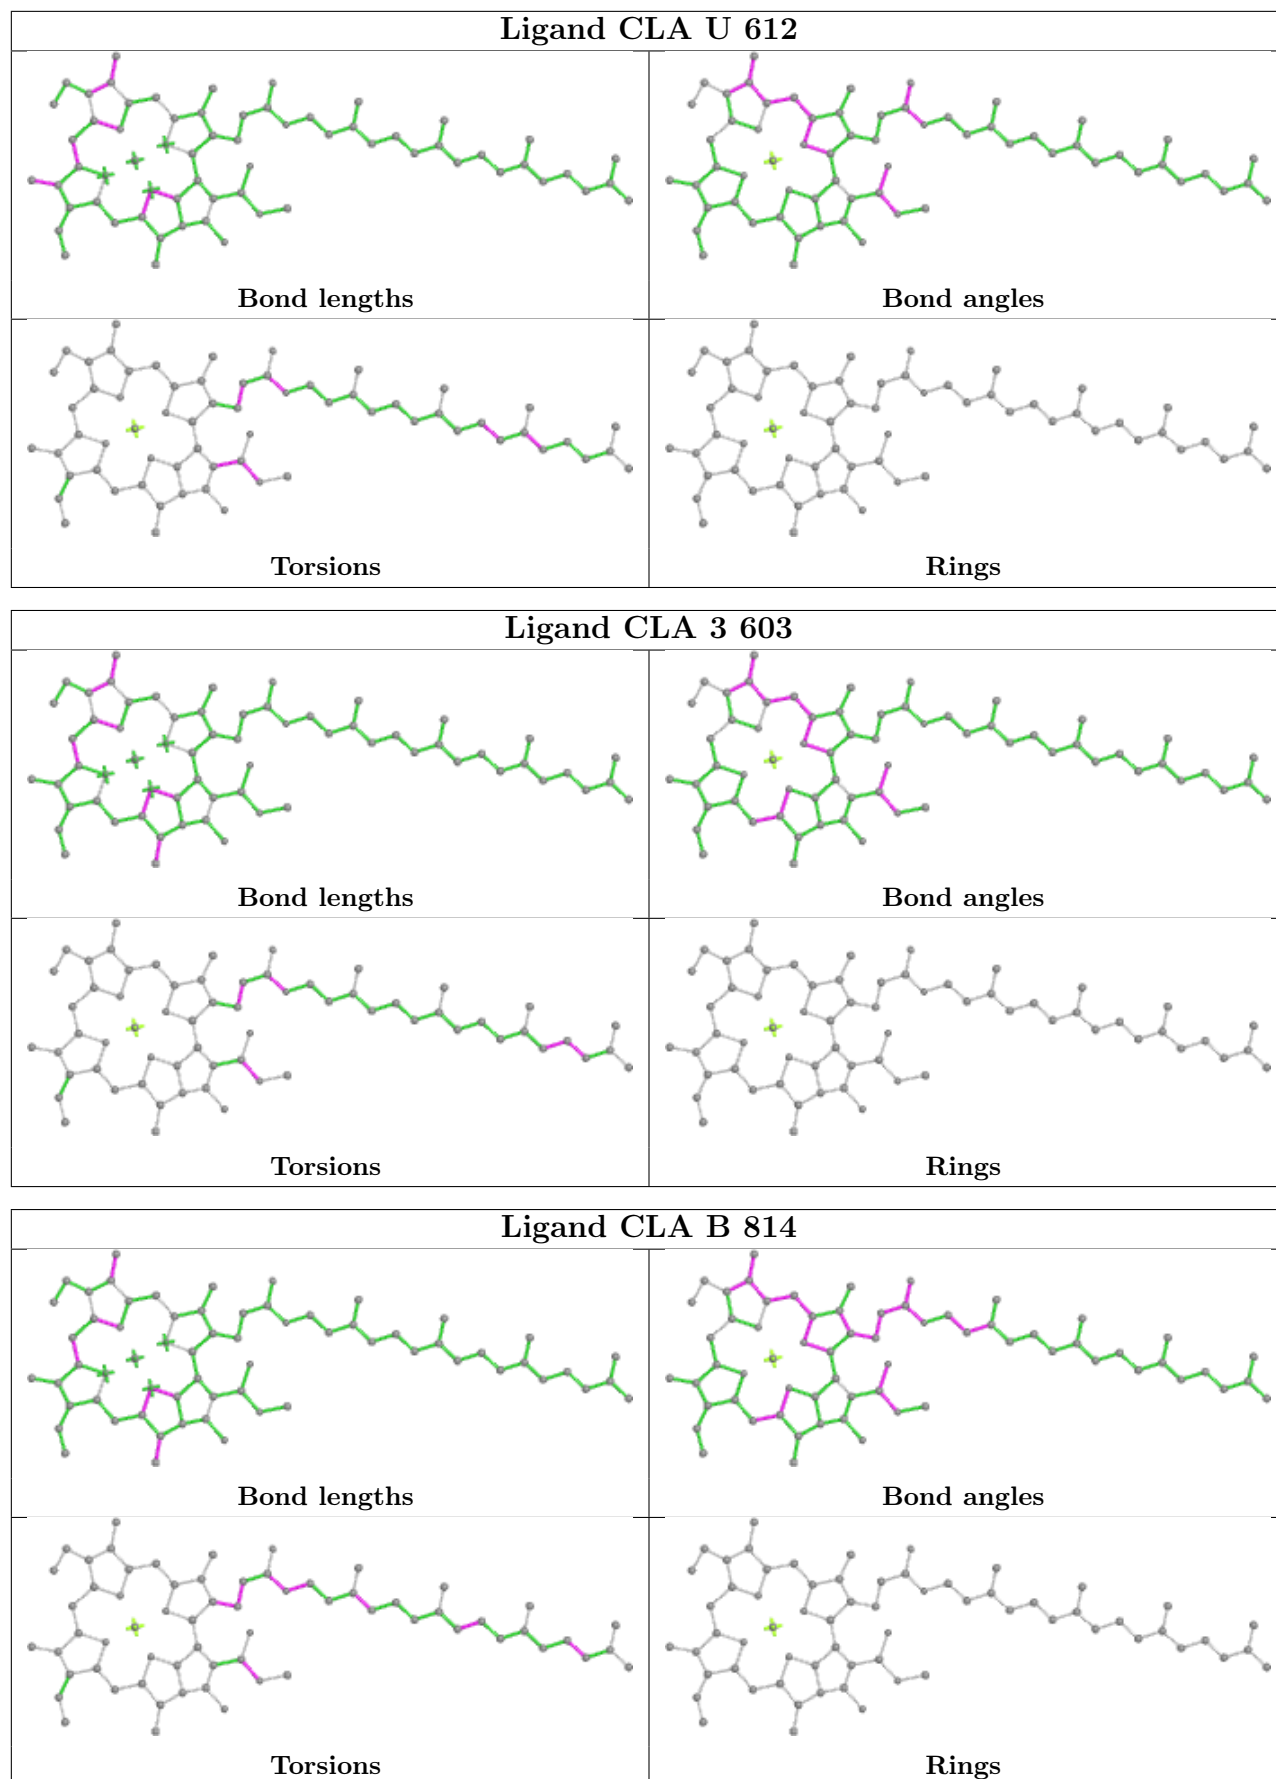 Ligand CLA U 612
Bond lengths
Bond angles
Torsions
Rings
Ligand CLA 3 603
Bond lengths
Bond angles
Torsions
Rings
Ligand CLA B 814
Bond lengths
Bond angles
Torsions
Rings